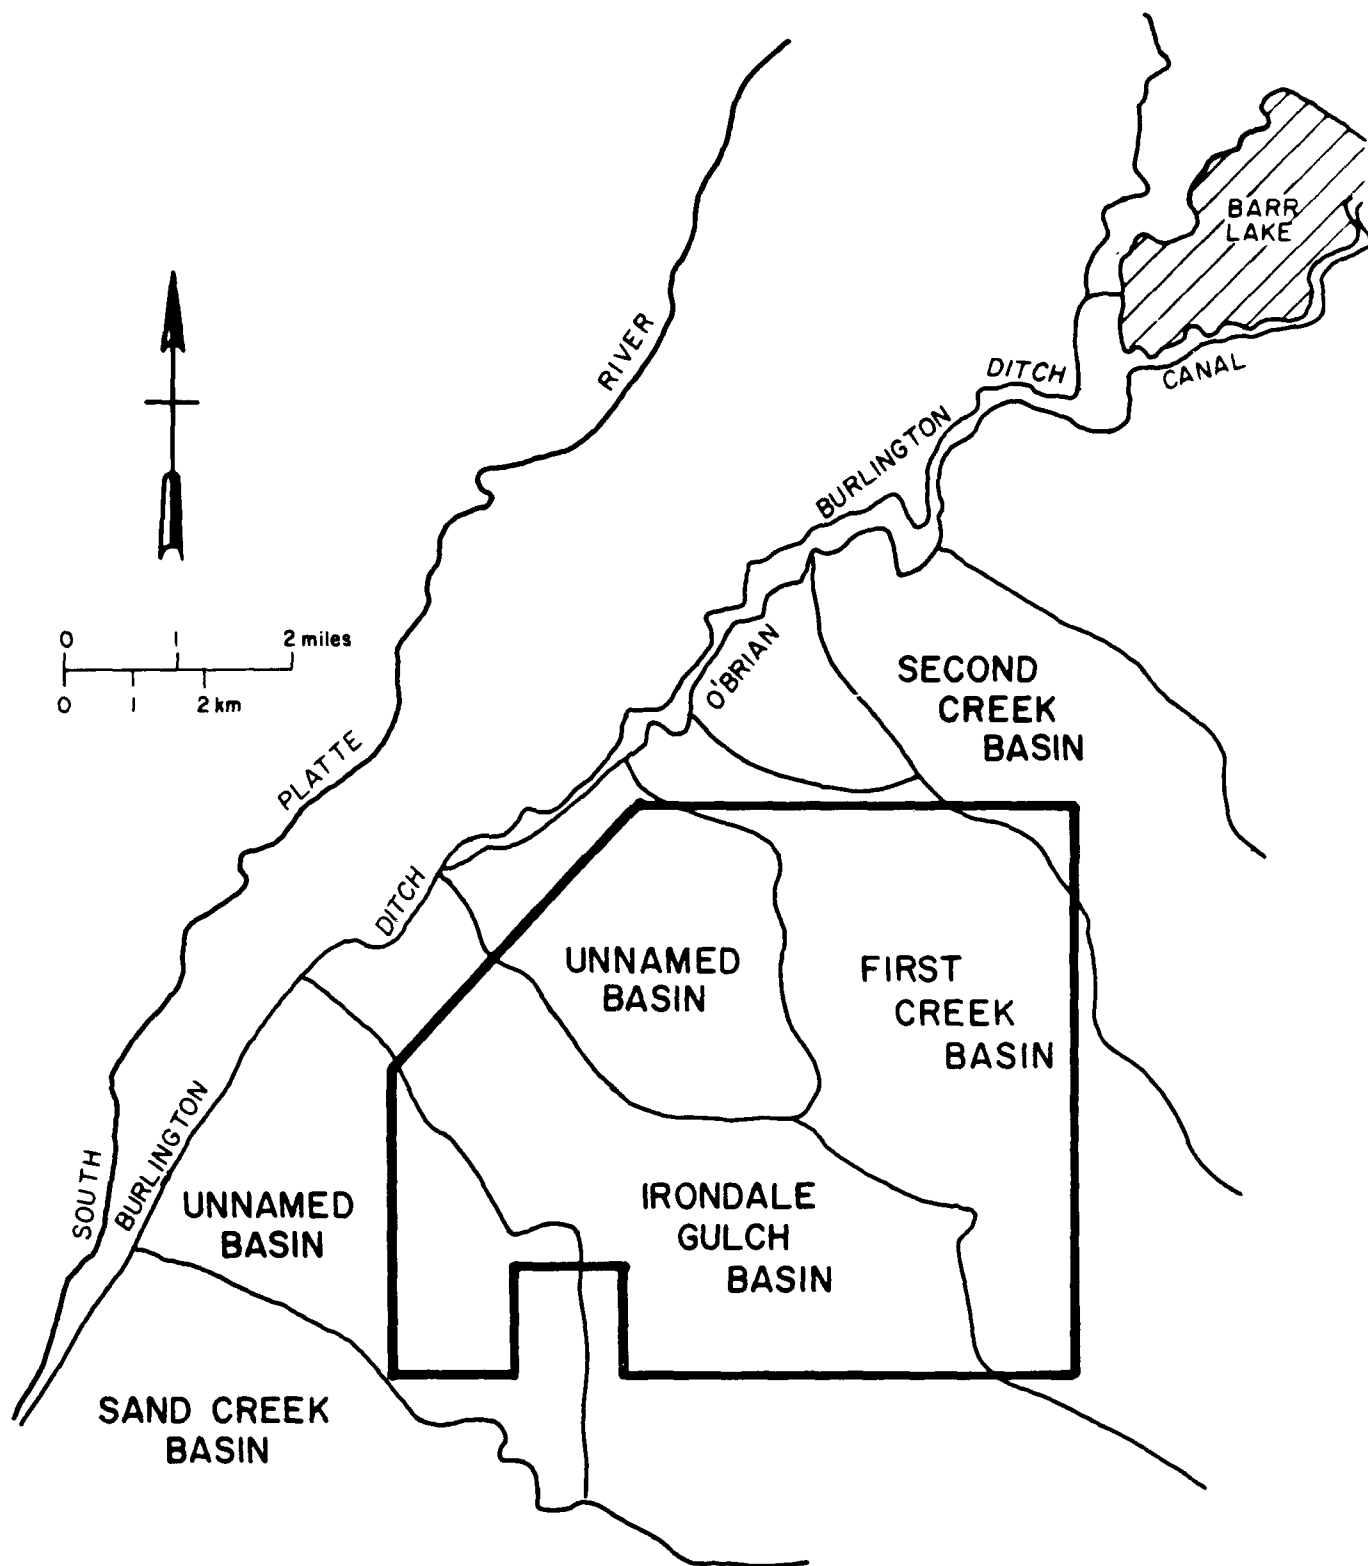 BARR
LAKE
RIVER
DITCH
CANAL
BURLINGTON
0 1 2 miles
0 1 2 km
O'BRIAN
SECOND
CREEK
BASIN
PLATTE
DITCH
UNNAMED
BASIN
FIRST
CREEK
BASIN
BURLINGTON
SOUTH
UNNAMED
BASIN
IRONDALE
GULCH
BASIN
SAND CREEK
BASIN